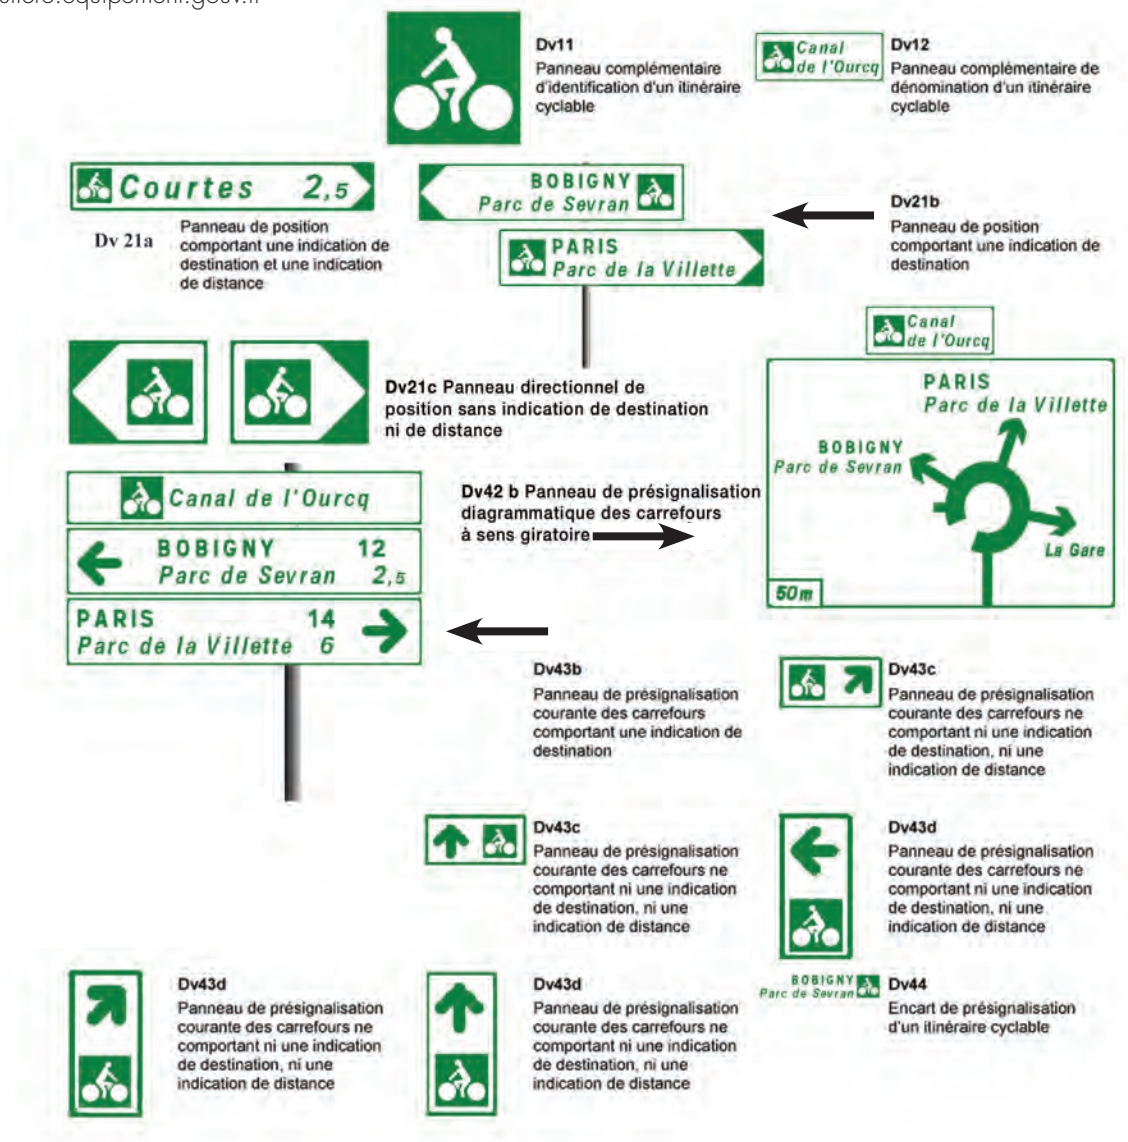 Dv11
Panneau complémentaire
d'identification d'un itinéraire
cyclable
Canal
de l'Ourcq
Dv12
Panneau complémentaire de
dénomination d'un itinéraire
cyclable
Courtes 2,5
Dv 21a
Panneau de position
comportant une indication de
destination et une indication
de distance
BOBIGNY
Parc de Sevran
PARIS
Parc de la Villette
Dv21b
Panneau de position
comportant une indication de
destination
Dv21c Panneau directionnel de
position sans indication de destination
ni de distance
Canal
de l'Ourcq
PARIS
Parc de la Villette
BOBIGNY
Parc de Sevran
La Gare
50m
Dv42 b Panneau de présignalisation
diagrammatique des carrefours
à sens giratoire
Canal de l'Ourcq
BOBIGNY 12
Parc de Sevran 2,5
PARIS 14
Parc de la Villette 6
Dv43b
Panneau de présignalisation
courante des carrefours
comportant une indication de
destination
Dv43c
Panneau de présignalisation
courante des carrefours ne
comportant ni une indication
de destination, ni une
indication de distance
Dv43c
Panneau de présignalisation
courante des carrefours ne
comportant ni une indication
de destination, ni une
indication de distance
Dv43d
Panneau de présignalisation
courante des carrefours ne
comportant ni une indication
de destination, ni une
indication de distance
Dv43d
Panneau de présignalisation
courante des carrefours ne
comportant ni une indication
de destination, ni une
indication de distance
Dv43d
Panneau de présignalisation
courante des carrefours ne
comportant ni une indication
de destination, ni une
indication de distance
BOBIGNY
Parc de Sevran
Dv44
Encart de présignalisation
d'un itinéraire cyclable